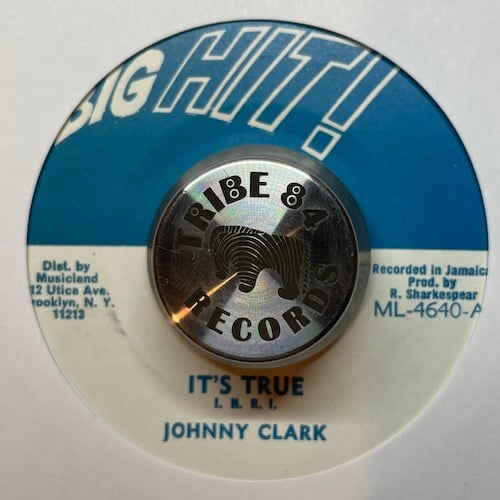 BIG HIT!
TRIBE 84
RECORDS
Dist. by
Musicland
12 Utica Ave.
rooklyn, N. Y.
11213
Recorded in Jamaica
Prod. by
R. Sharkespear
ML-4640-A
IT'S TRUE
I. N. R. I.
JOHNNY CLARK